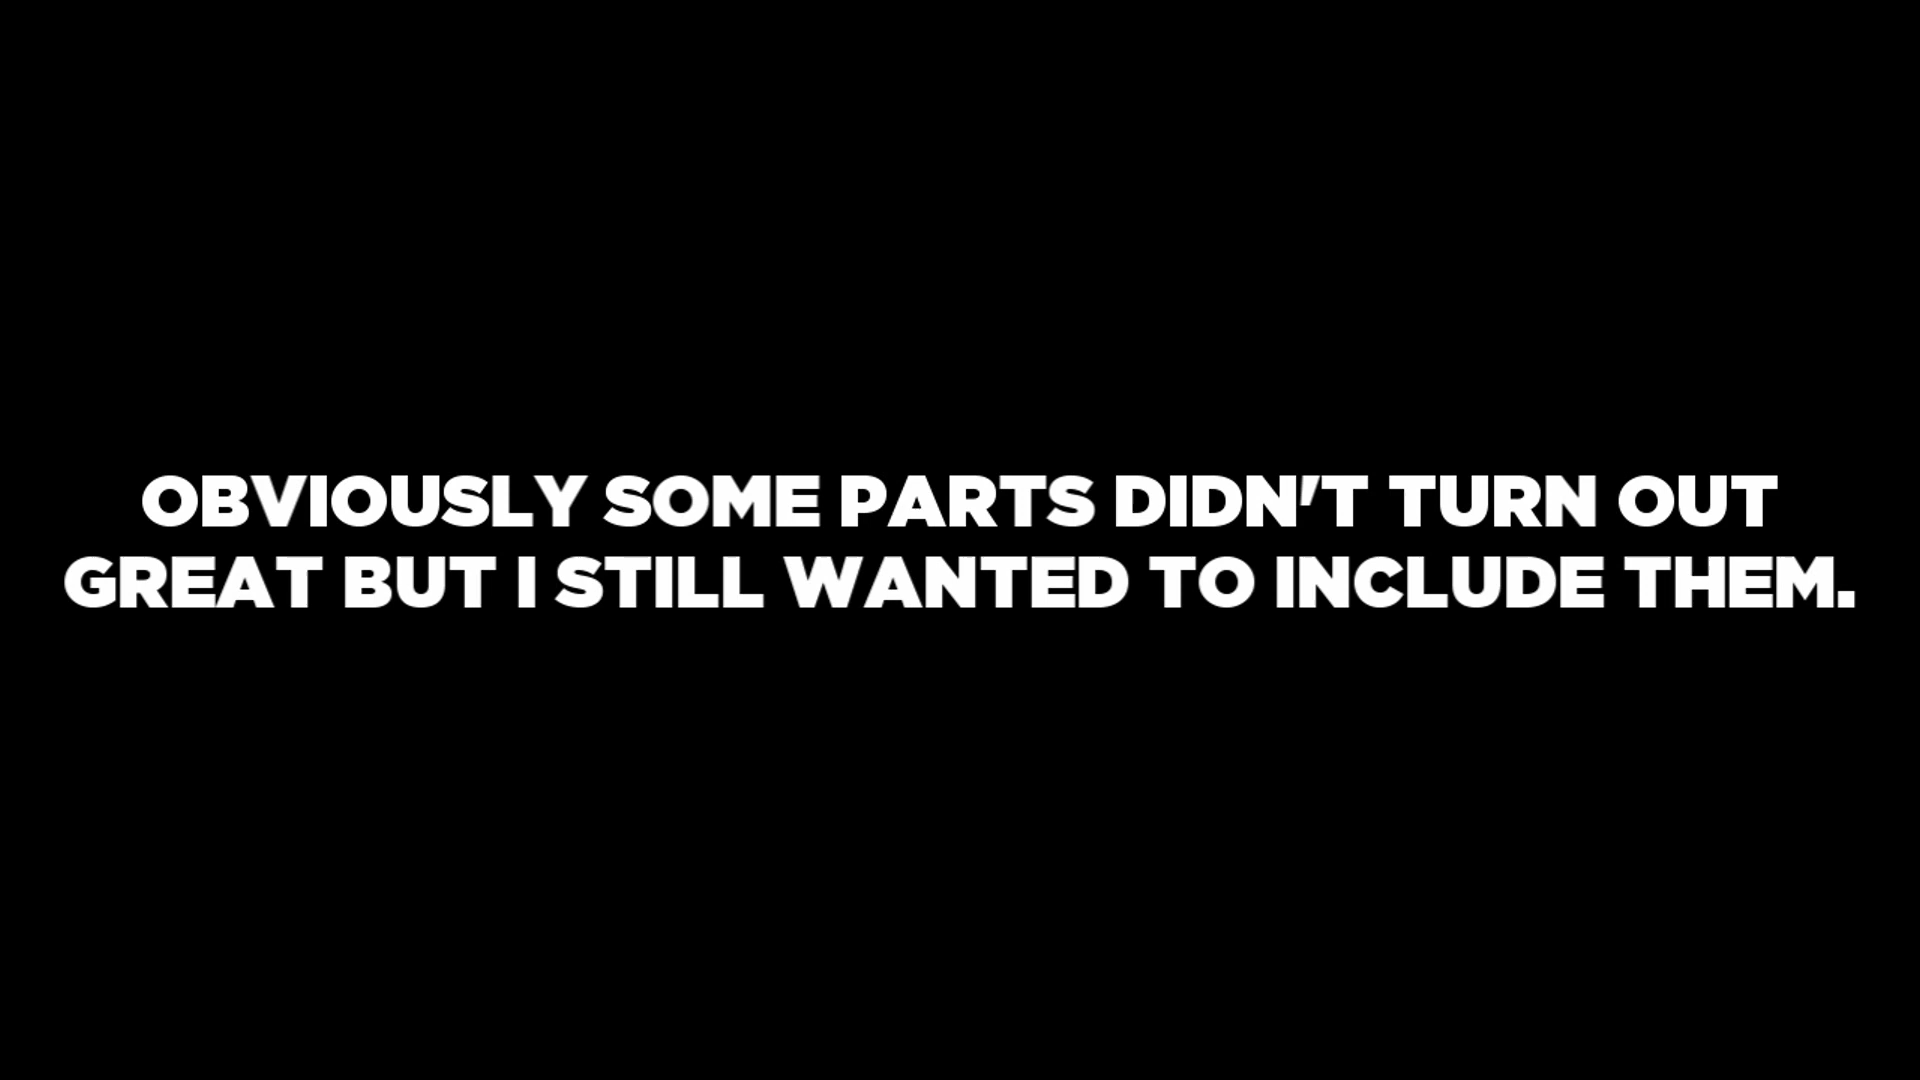 OBVIOUSLY SOME PARTS DIDN'T TURN OUT
GREAT BUT I STILL WANTED TO INCLUDE THEM.